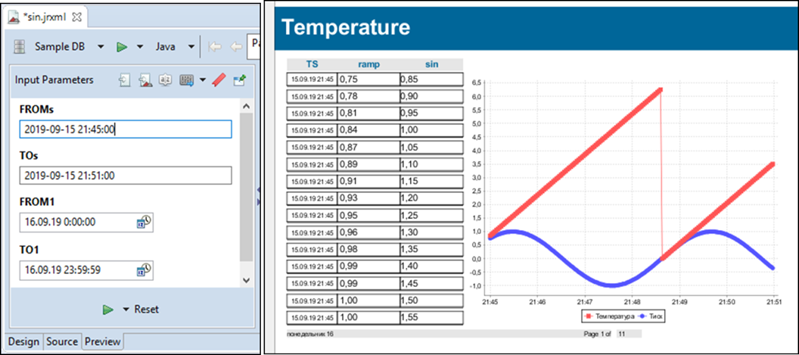 *sin.jrxml
Sample DB
Java
Input Parameters
FROMs
2019-09-15 21:45:00
TOs
2019-09-15 21:51:00
FROM1
16.09.19 0:00:00
TO1
16.09.19 23:59:59
Reset
Design Source Preview
Temperature
TS ramp sin
15.09.19 21:45 0,75 0,85
15.09.19 21:45 0,78 0,90
15.09.19 21:45 0,81 0,95
15.09.19 21:45 0,84 1,00
15.09.19 21:45 0,87 1,05
15.09.19 21:45 0,89 1,10
15.09.19 21:45 0,91 1,15
15.09.19 21:45 0,93 1,20
15.09.19 21:45 0,95 1,25
15.09.19 21:45 0,96 1,30
15.09.19 21:45 0,98 1,35
15.09.19 21:45 0,99 1,40
15.09.19 21:45 0,99 1,45
15.09.19 21:45 1,00 1,50
15.09.19 21:45 1,00 1,55
6,5
6,0
5,5
5,0
4,5
4,0
3,5
3,0
2,5
2,0
1,5
1,0
0,5
0,0
-0,5
-1,0
21:45 21:46 21:47 21:48 21:49 21:50 21:51
Температура
понедельник 16 Page 1 of 11